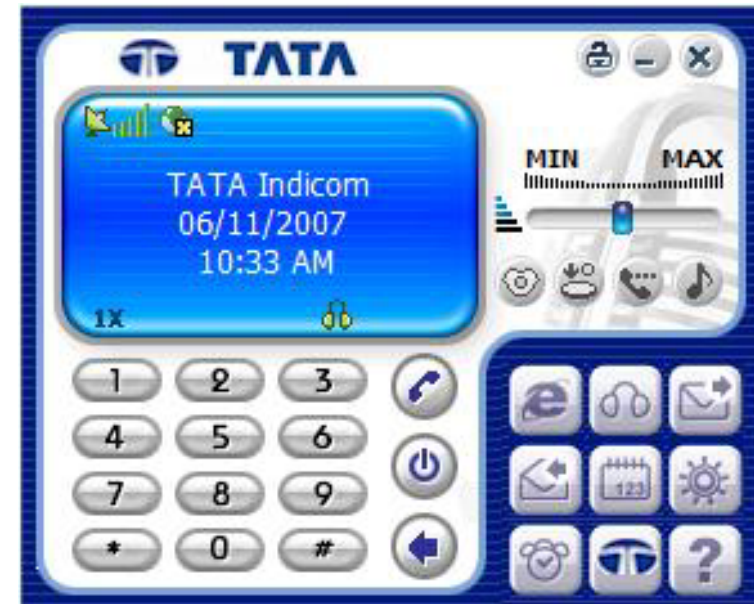 TATA
MIN MAX
TATA Indicom
06/11/2007
10:33 AM
1X
1 2 3
4 5 6
7 8 9
* 0 #
123
?